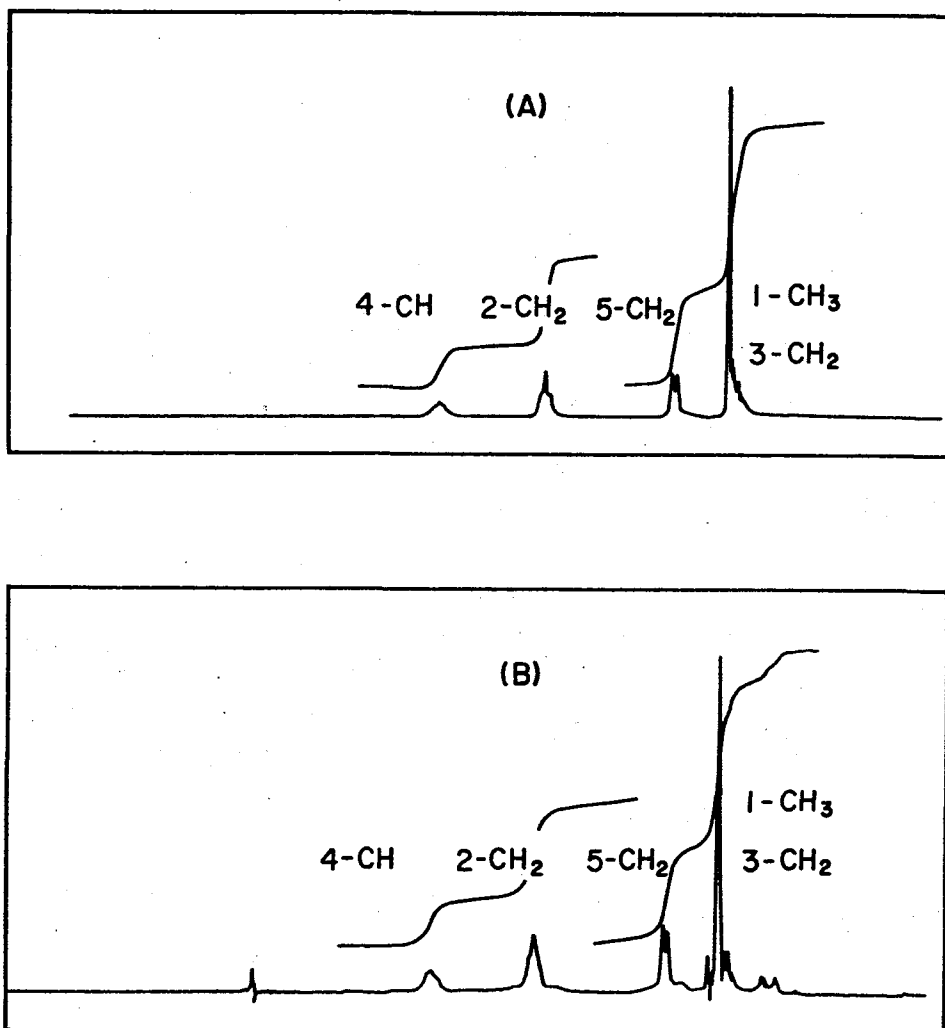 (A)
4-CH 2-CH₂ 5-CH₂ 1-CH₃
3-CH₂
(B)
1-CH₃
4-CH 2-CH₂ 5-CH₂ 3-CH₂